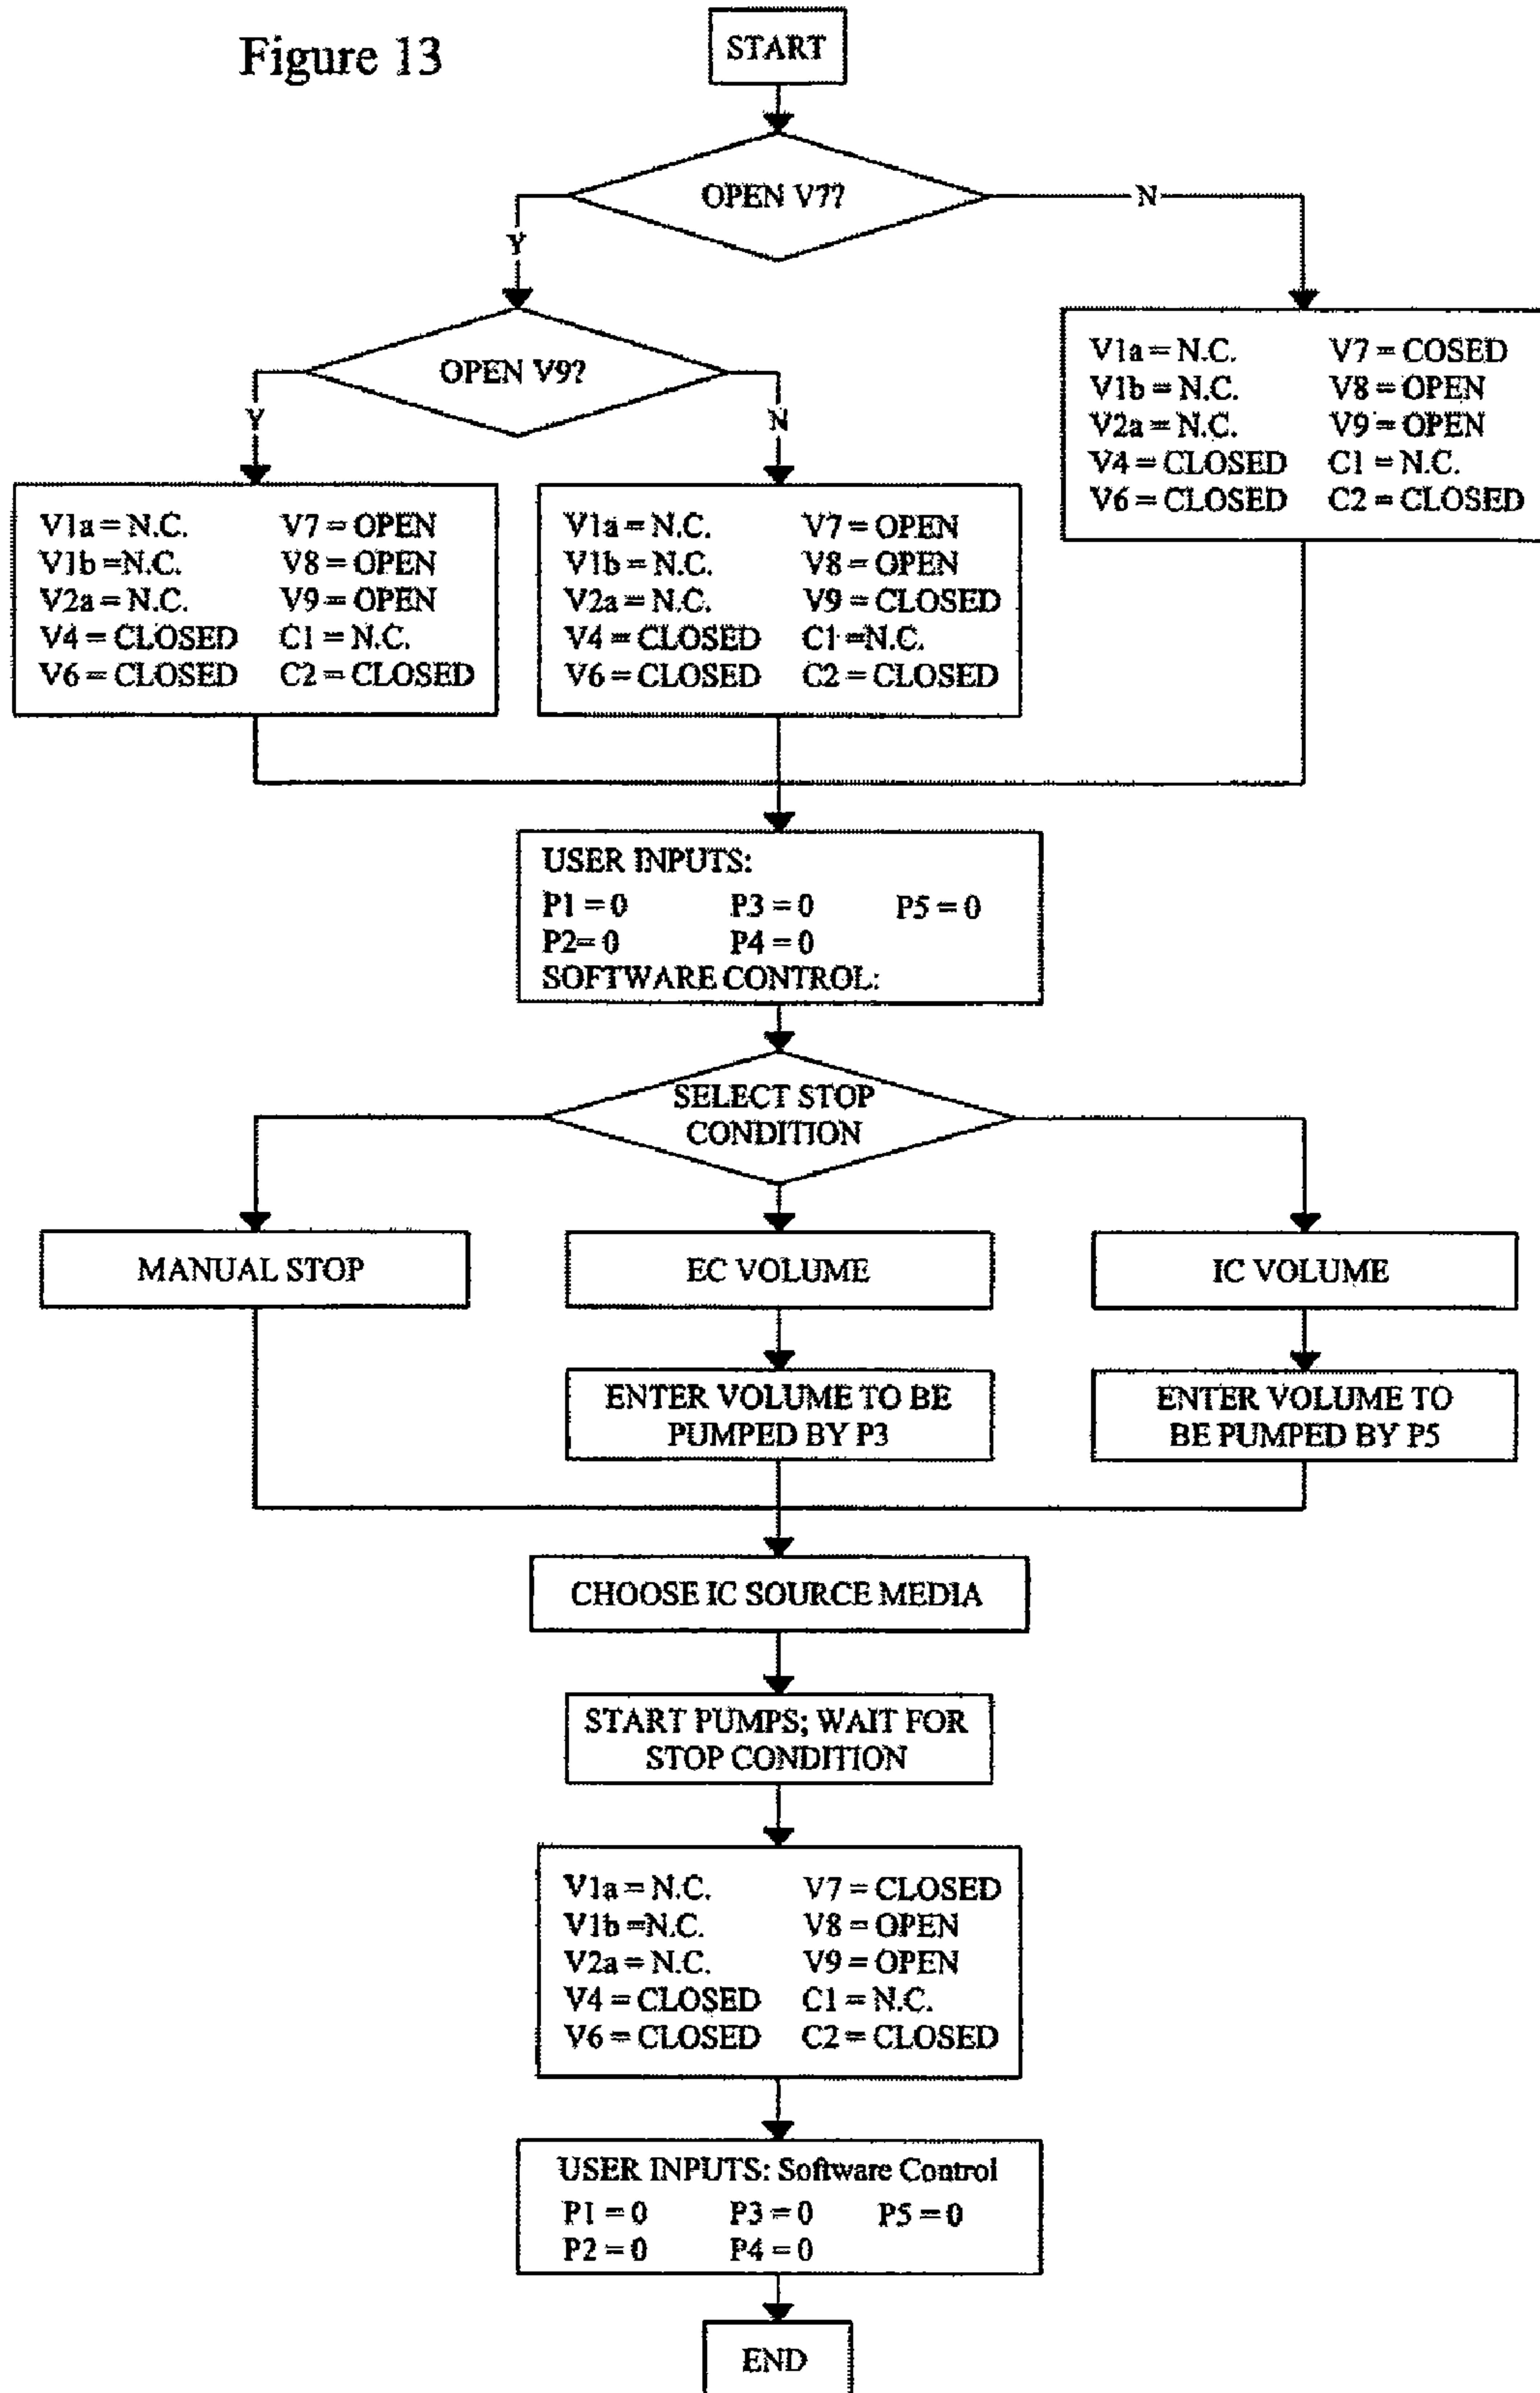 Figure 13
START
OPEN V7?
Y
N
OPEN V9?
Y
N
V1a = N.C. V7 = COSED
V1b = N.C. V8 = OPEN
V2a = N.C. V9 = OPEN
V4 = CLOSED C1 = N.C.
V6 = CLOSED C2 = CLOSED
V1a = N.C. V7 = OPEN
V1b =N.C. V8 = OPEN
V2a = N.C. V9 = OPEN
V4 = CLOSED C1 = N.C.
V6 = CLOSED C2 = CLOSED
V1a = N.C. V7 = OPEN
V1b = N.C. V8 = OPEN
V2a = N.C. V9 = CLOSED
V4 = CLOSED C1 =N.C.
V6 = CLOSED C2 = CLOSED
USER INPUTS:
P1 = 0 P3 = 0 P5 = 0
P2= 0 P4 = 0
SOFTWARE CONTROL:
SELECT STOP
CONDITION
MANUAL STOP
EC VOLUME
IC VOLUME
ENTER VOLUME TO BE
PUMPED BY P3
ENTER VOLUME TO
BE PUMPED BY P5
CHOOSE IC SOURCE MEDIA
START PUMPS; WAIT FOR
STOP CONDITION
V1a = N.C. V7 = CLOSED
V1b =N.C. V8 = OPEN
V2a = N.C. V9 = OPEN
V4 = CLOSED C1 = N.C.
V6 = CLOSED C2 = CLOSED
USER INPUTS: Software Control
P1 = 0 P3 = 0 P5 = 0
P2 = 0 P4 = 0
END